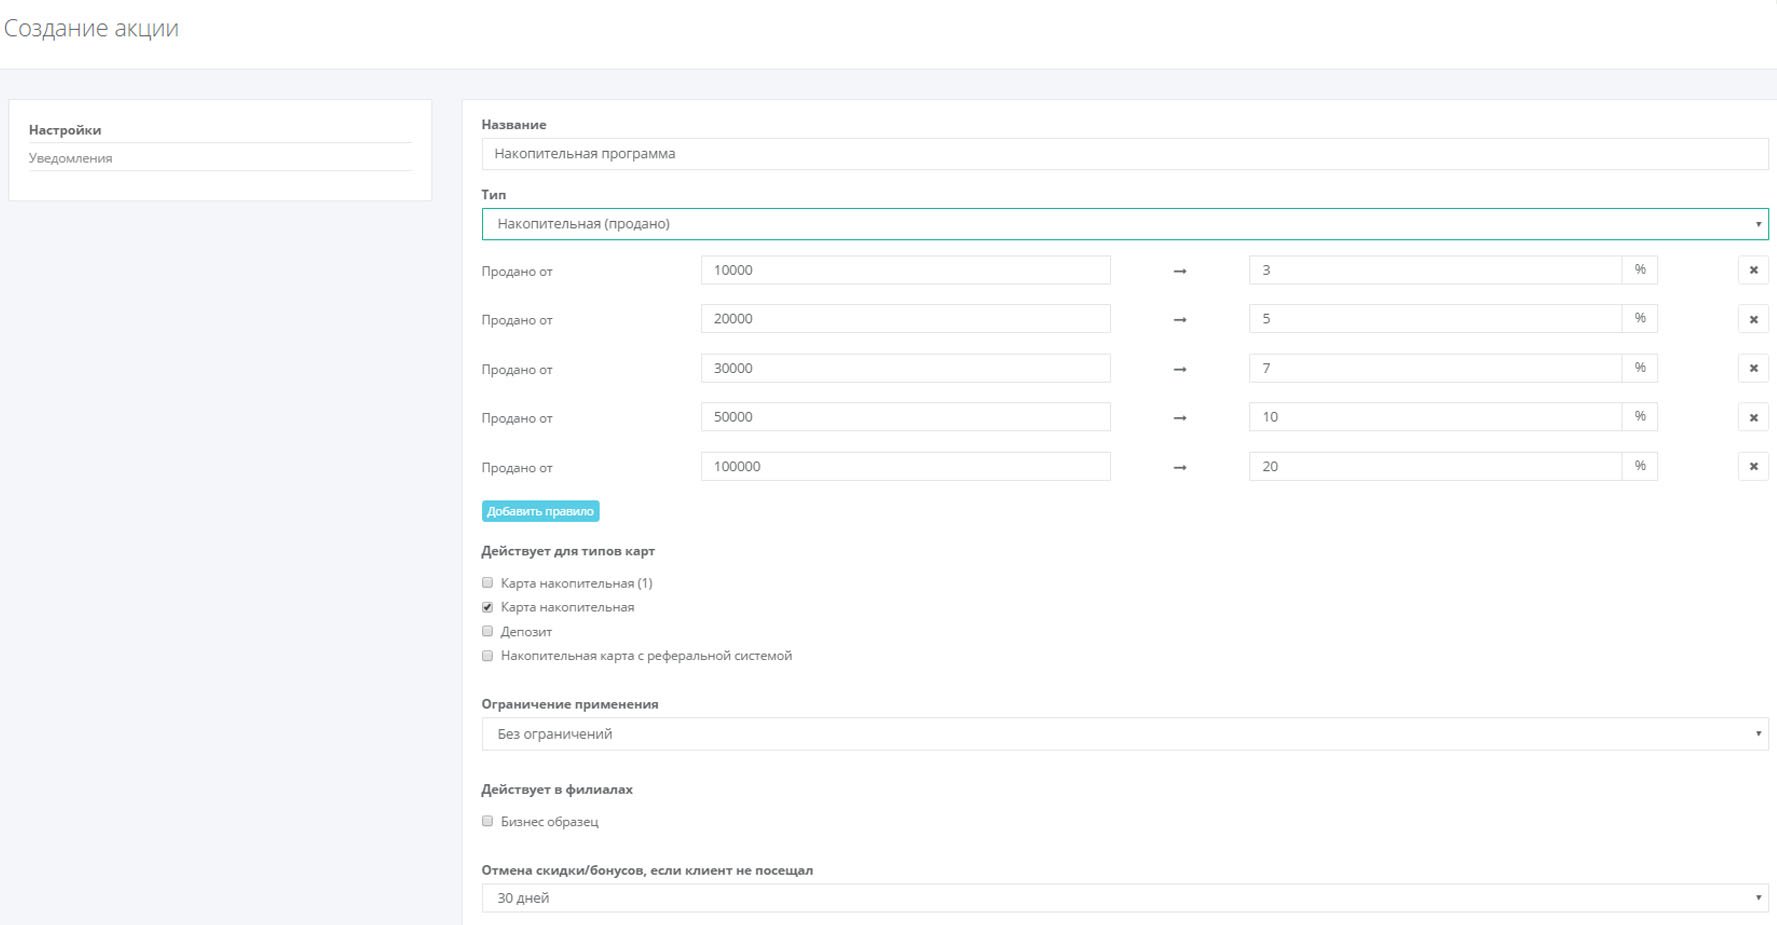 Создание акции
Настройки
Уведомления
Название
Накопительная программа
Тип
Накопительная (продано)
Продано от 10000 → 3 %
Продано от 20000 → 5 %
Продано от 30000 → 7 %
Продано от 50000 → 10 %
Продано от 100000 → 20 %
Добавить правило
Действует для типов карт
Карта накопительная (1)
Карта накопительная
Депозит
Накопительная карта с реферальной системой
Ограничение применения
Без ограничений
Действует в филиалах
Бизнес образец
Отмена скидки/бонусов, если клиент не посещал
30 дней